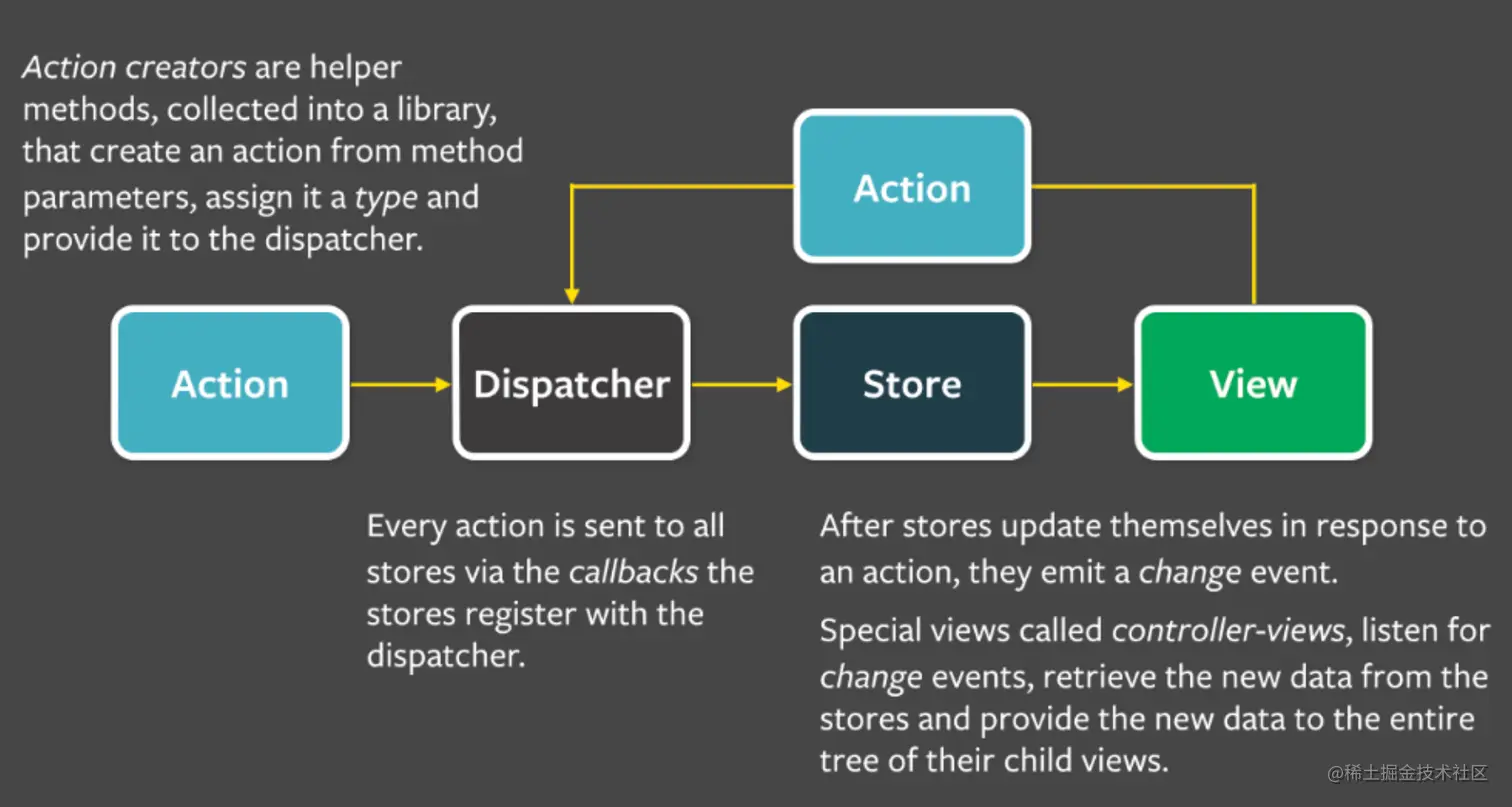 Action creators are helper
methods, collected into a library,
that create an action from method
parameters, assign it a type and
provide it to the dispatcher.
Action
Action
Dispatcher
Store
View
Every action is sent to all
stores via the callbacks the
stores register with the
dispatcher.
After stores update themselves in response to
an action, they emit a change event.
Special views called controller-views, listen for
change events, retrieve the new data from the
stores and provide the new data to the entire
tree of their child views.
@稀土掘金技术社区